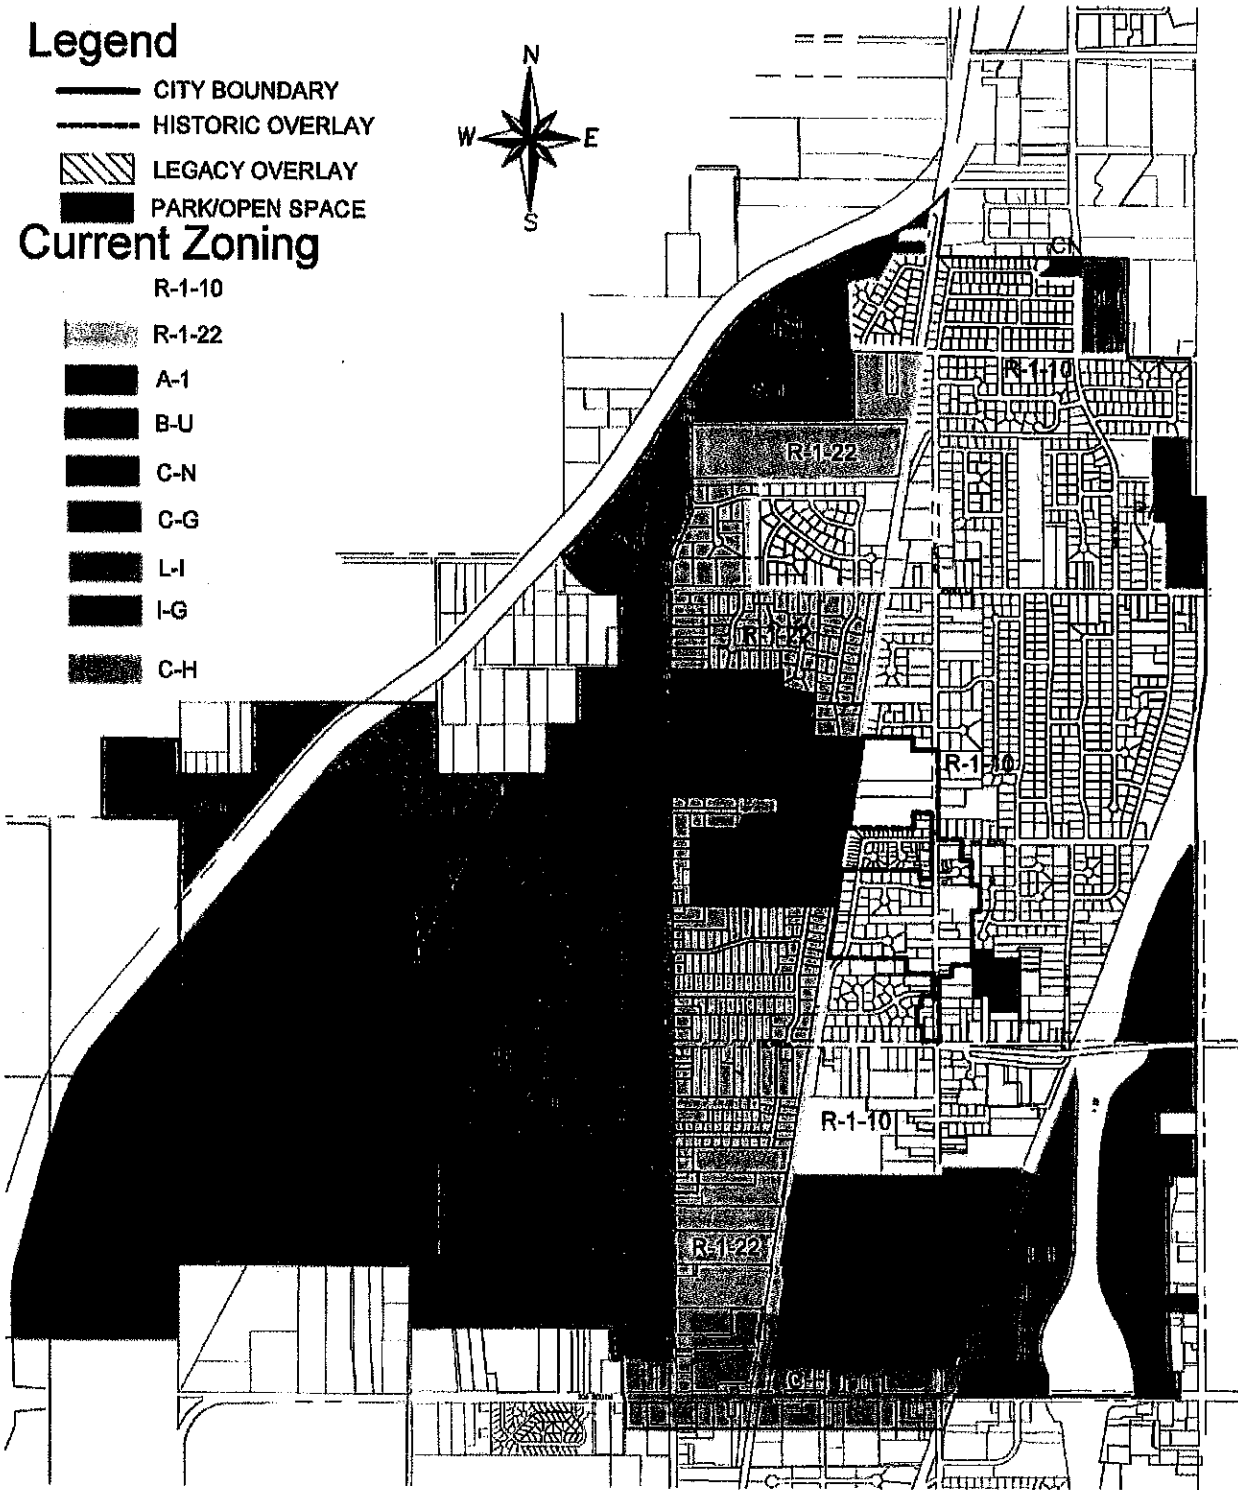 Legend
CITY BOUNDARY
HISTORIC OVERLAY
LEGACY OVERLAY
PARK/OPEN SPACE
Current Zoning
R-1-10
R-1-22
A-1
B-U
C-N
C-G
L-I
I-G
C-H
N
W
E
S
R-1-10
R-1-22
R-1-22
R-1-10
R-1-10
R-1-22